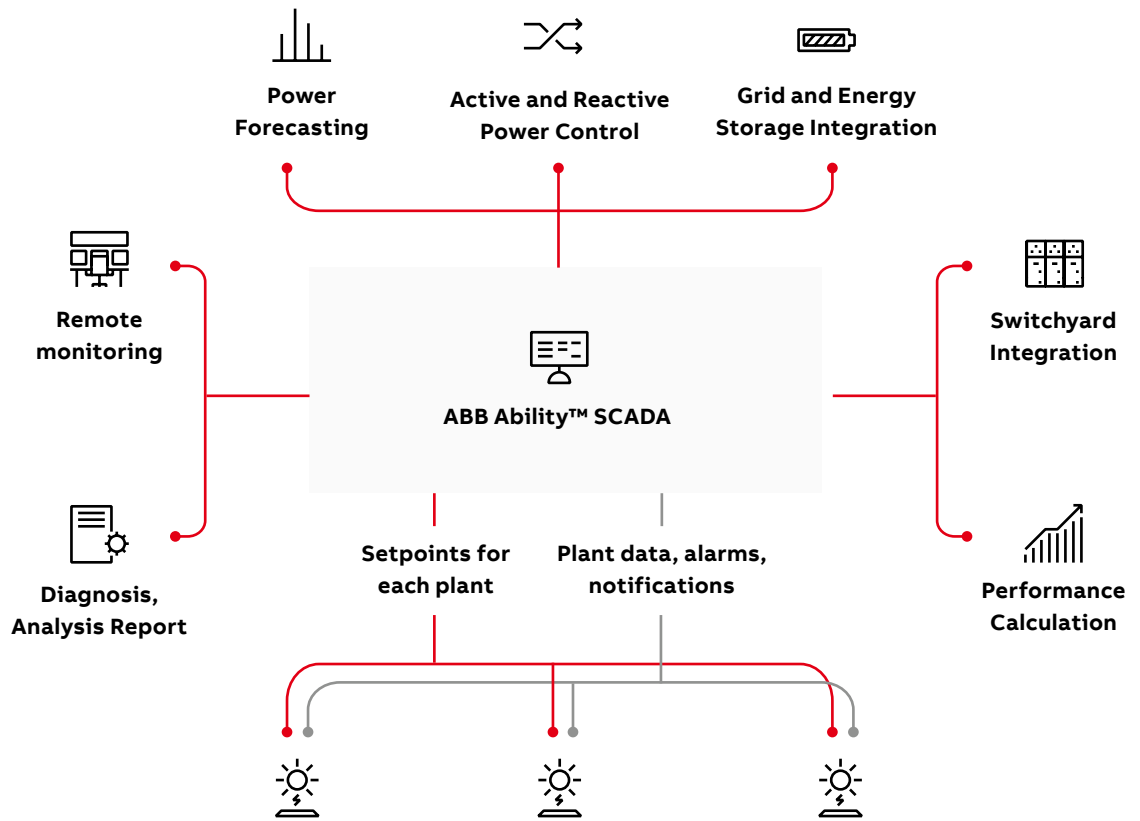 Power
Forecasting
Active and Reactive
Power Control
Grid and Energy
Storage Integration
Remote
monitoring
Switchyard
Integration
ABB Ability™ SCADA
Setpoints for
each plant
Plant data, alarms,
notifications
Diagnosis,
Analysis Report
Performance
Calculation